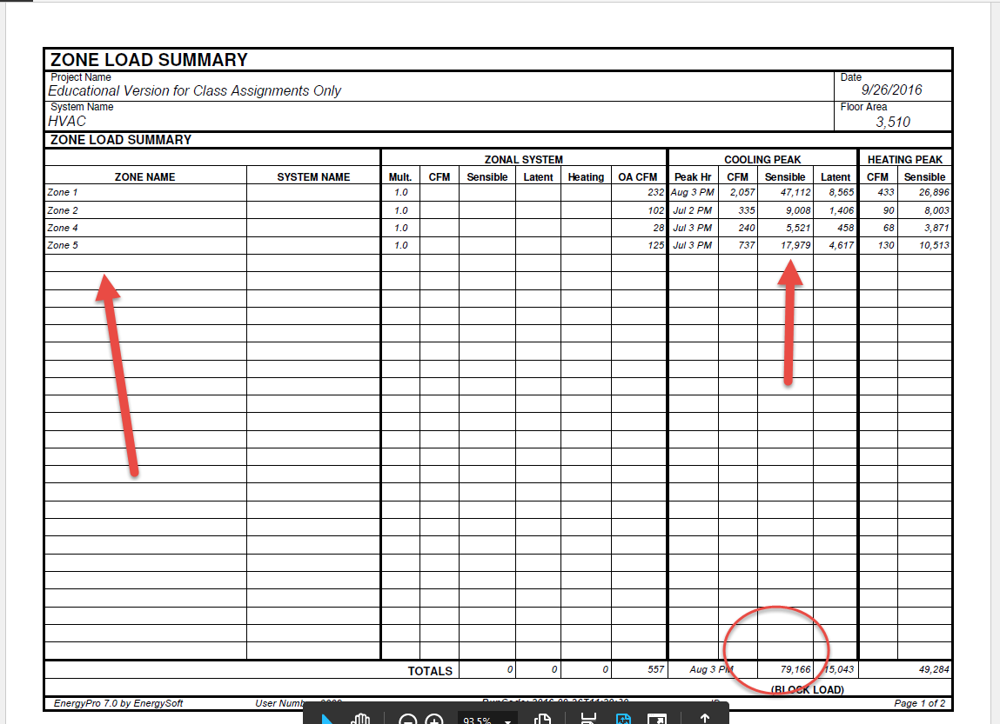 ZONE LOAD SUMMARY
Project Name Date
Educational Version for Class Assignments Only 9/26/2016
System Name Floor Area
HVAC 3,510
ZONE LOAD SUMMARY
ZONAL SYSTEM COOLING PEAK HEATING PEAK
ZONE NAME SYSTEM NAME Mult. CFM Sensible Latent Heating OA CFM Peak Hr CFM Sensible Latent CFM Sensible
Zone 1 1.0 232 Aug 3 PM 2,057 47,112 8,565 433 26,896
Zone 2 1.0 102 Jul 2 PM 335 9,008 1,406 90 8,003
Zone 4 1.0 28 Jul 3 PM 240 5,521 458 68 3,871
Zone 5 1.0 125 Jul 3 PM 737 17,979 4,617 130 10,513
TOTALS 0 0 0 557 Aug 3 PM 79,166 15,043 49,284
(BLOCK LOAD)
EnergyPro 7.0 by EnergySoft User Page 1 of 2
93.5%